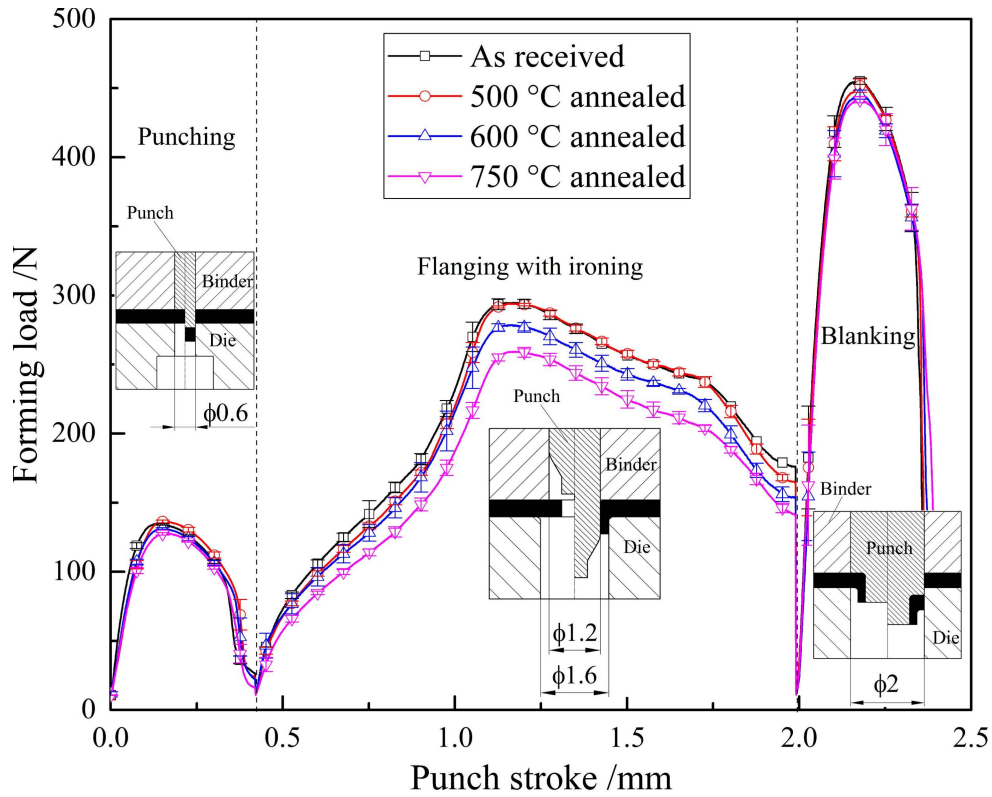 500
400
300
200
100
0
Forming load /N
0.0
0.5
1.0
1.5
2.0
2.5
Punch stroke /mm
As received
500 °C annealed
600 °C annealed
750 °C annealed
Punching
Punch
Binder
Die
ϕ0.6
Flanging with ironing
Punch
Binder
Die
ϕ1.2
ϕ1.6
Blanking
Binder
Punch
Die
ϕ2